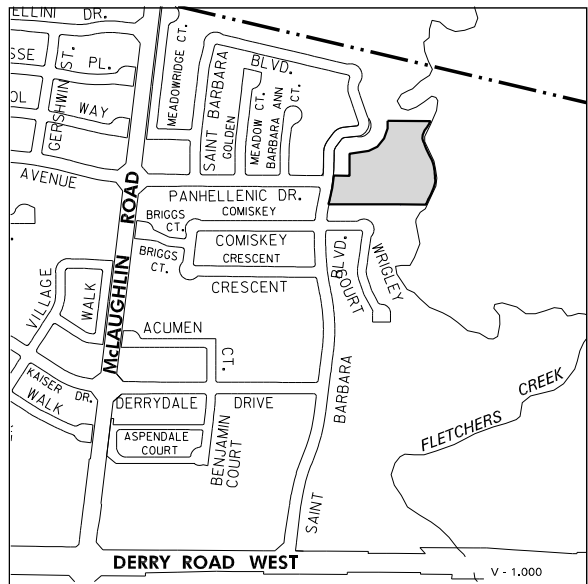 ELLINI DR.
SSE
ST.
PL.
OL
GERSHWIN
WAY
MEADOWRIDGE CT.
SAINT BARBARA
BLVD.
GOLDEN
MEADOW CT.
BARBARA ANN
CT.
AVENUE
McLAUGHLIN ROAD
PANHELLENIC DR.
BRIGGS
CT.
COMISKEY
COMISKEY
CRESCENT
BRIGGS
CT.
CRESCENT
BLVD.
COURT
WRIGLEY
VILLAGE
WALK
ACUMEN
CT.
BARBARA
KAISER DR.
WALK
DERRYDALE DRIVE
ASPENDALE
COURT
BENJAMIN
COURT
FLETCHERS CREEK
SAINT
DERRY ROAD WEST
V - 1.000